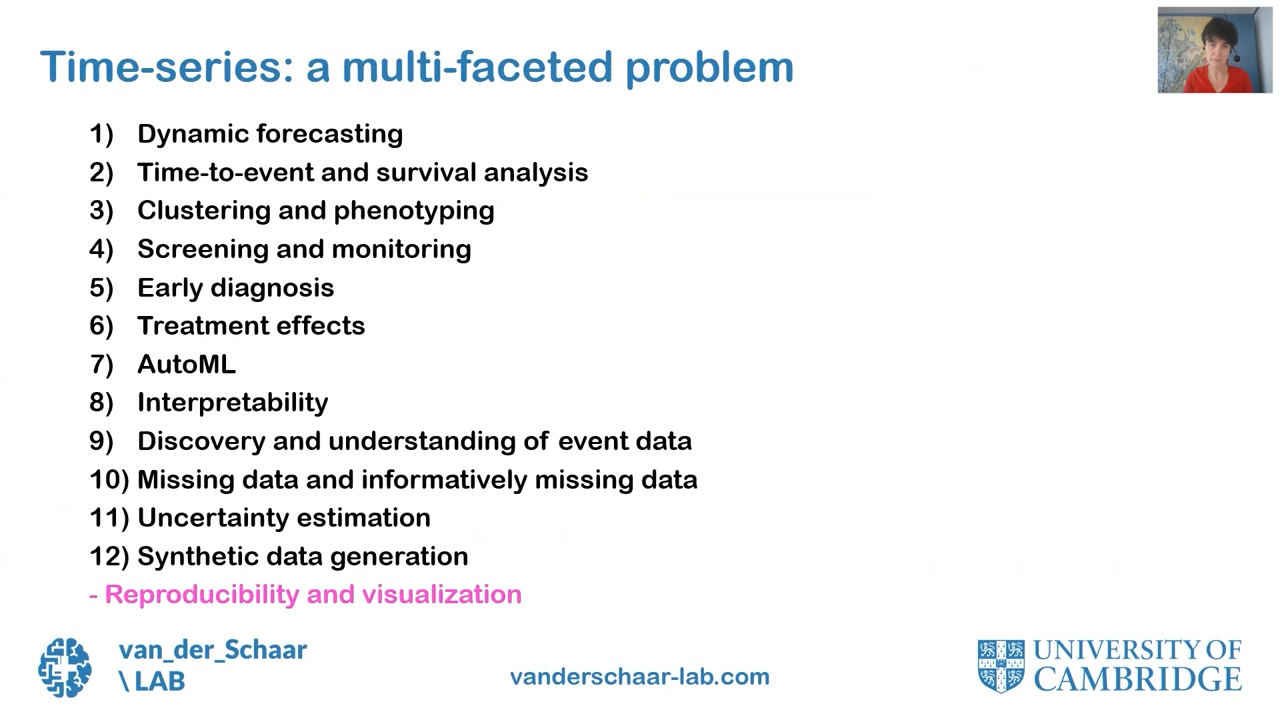 Time-series: a multi-faceted problem
1) Dynamic forecasting
2) Time-to-event and survival analysis
3) Clustering and phenotyping
4) Screening and monitoring
5) Early diagnosis
6) Treatment effects
7) AutoML
8) Interpretability
9) Discovery and understanding of event data
10) Missing data and informatively missing data
11) Uncertainty estimation
12) Synthetic data generation
- Reproducibility and visualization
van_der_Schaar
\ LAB
vanderschaar-lab.com
UNIVERSITY OF
CAMBRIDGE